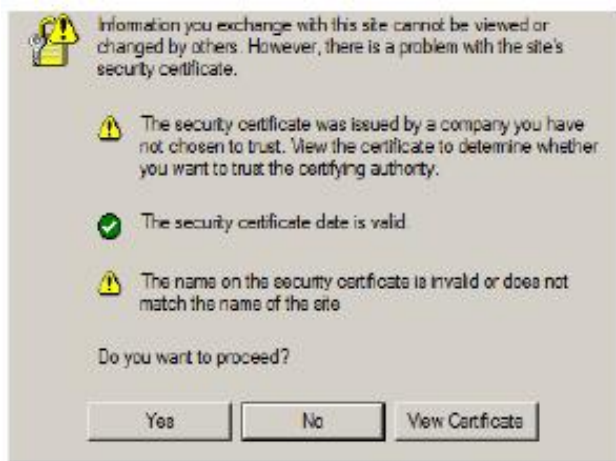 Information you exchange with this site cannot be viewed or
changed by others. However, there is a problem with the site's
security certificate.
The security certificate was issued by a company you have
not chosen to trust. View the certificate to determine whether
you want to trust the certifying authority.
The security certificate date is valid.
The name on the security certificate is invalid or does not
match the name of the site
Do you want to proceed?
Yes
No
View Certificate